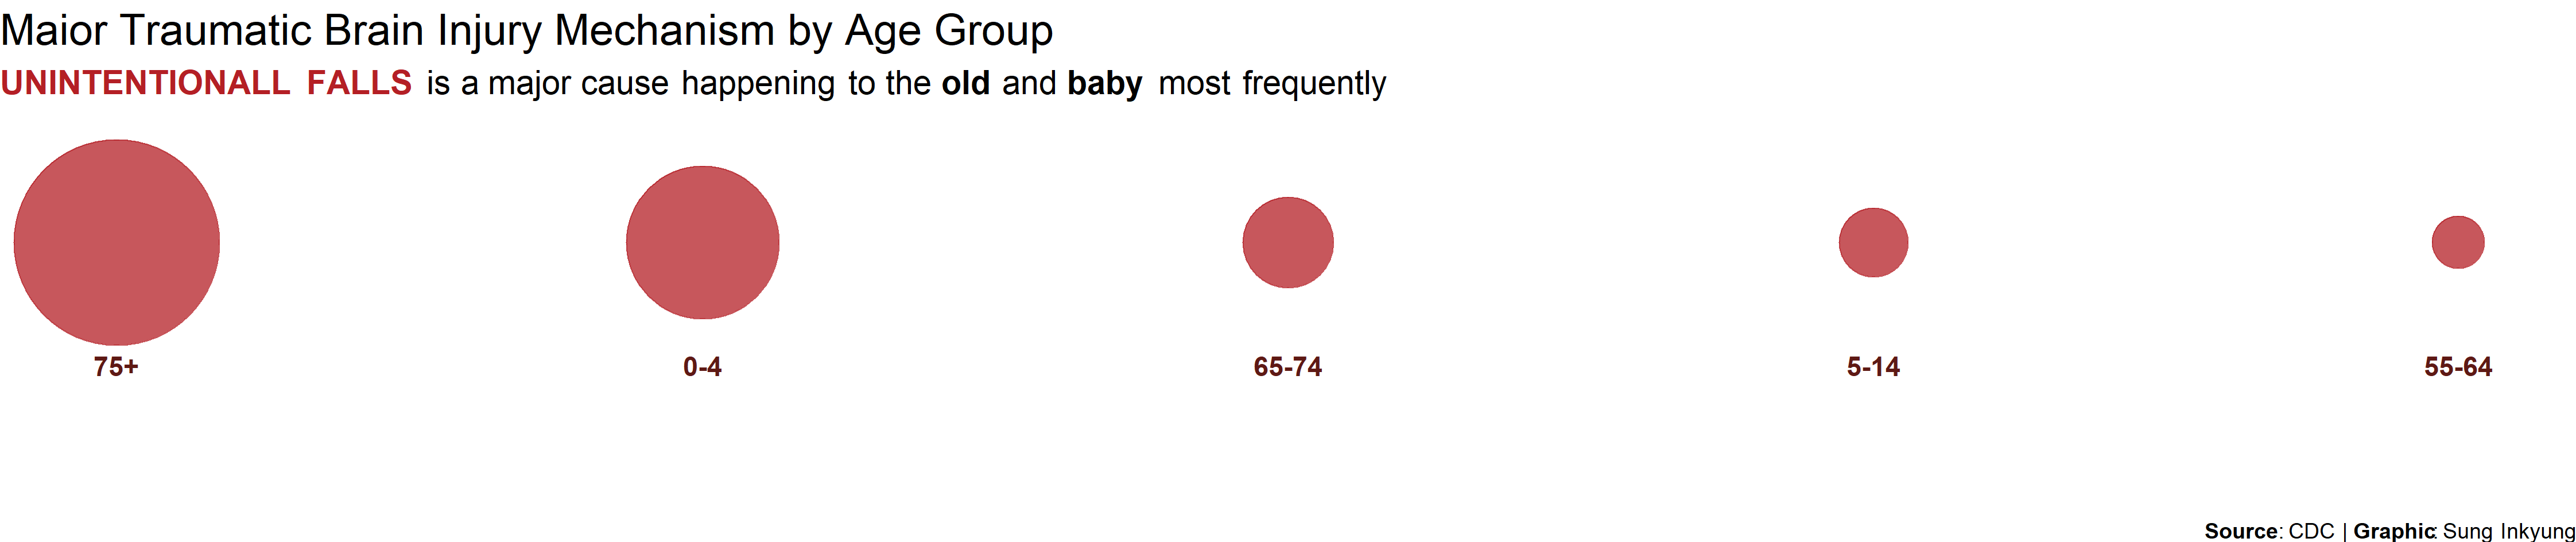 Maior Traumatic Brain Injury Mechanism by Age Group
UNINTENTIONALL FALLS is a major cause happening to the old and baby most frequently
75+
0-4
65-74
5-14
55-64
Source: CDC | Graphic: Sung Inkyung